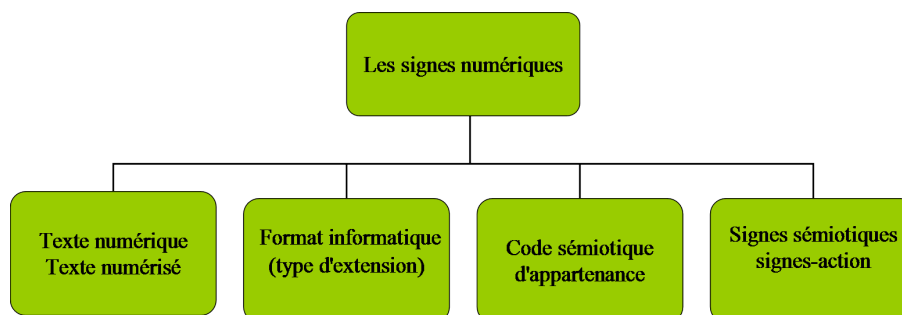 Les signes numériques
Texte numérique
Texte numérisé
Format informatique
(type d'extension)
Code sémiotique
d'appartenance
Signes sémiotiques
signes-action